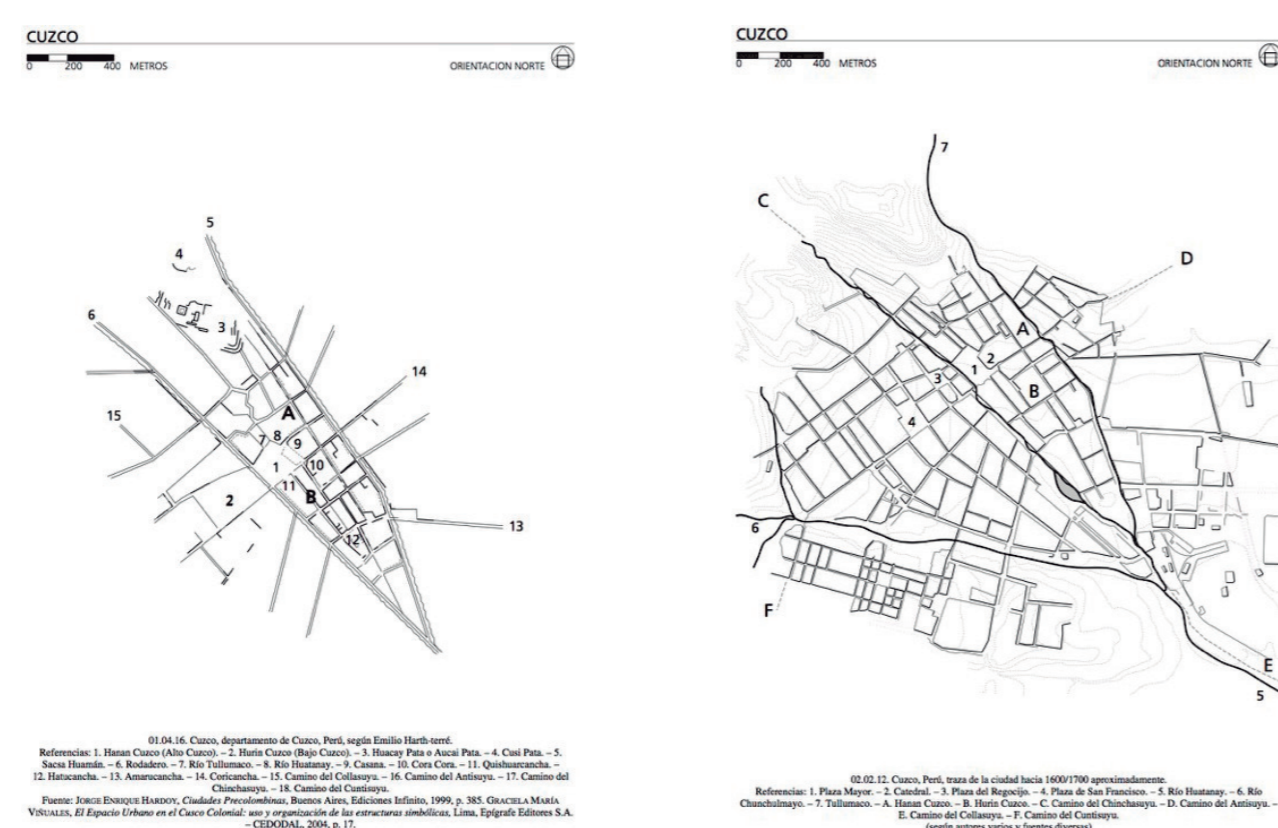 CUZCO
0 200 400 METROS
ORIENTACION NORTE
5
4
6
3
14
15
A
7 8 9
1 10
11
2 B
12
13
01.04.16. Cuzco, departamento de Cuzco, Perú, según Emilio Harth-terré.
Referencias: 1. Hanan Cuzco (Alto Cuzco). – 2. Hurin Cuzco (Bajo Cuzco). – 3. Huacay Pata o Aucai Pata. – 4. Cusi Pata. – 5.
Sacsa Huamán. – 6. Rodadero. – 7. Río Tullumaco. – 8. Río Huatanay. – 9. Casana. – 10. Cora Cora. – 11. Quishuarcancha. –
12. Hatucancha. – 13. Amarucancha. – 14. Coricancha. – 15. Camino del Collasuyu. – 16. Camino del Antisuyu. – 17. Camino del
Chinchasuyu. – 18. Camino del Cuntisuyu.
Fuente: JORGE ENRIQUE HARDOY, Ciudades Precolombinas, Buenos Aires, Ediciones Infinito, 1999, p. 385. GRACIELA MARÍA
VIÑUALES, El Espacio Urbano en el Cusco Colonial: uso y organización de las estructuras simbólicas, Lima, Epígrafe Editores S.A.
– CEDODAL, 2004, p. 17.
CUZCO
0 200 400 METROS
ORIENTACION NORTE
7
C
D
A
2
1
3
B
4
6
F
E
5
02.02.12. Cuzco, Perú, traza de la ciudad hacia 1600/1700 aproximadamente.
Referencias: 1. Plaza Mayor. – 2. Catedral. – 3. Plaza del Regocijo. – 4. Plaza de San Francisco. – 5. Río Huatanay. – 6. Río
Chunchulmayo. – 7. Tullumaco. – A. Hanan Cuzco. – B. Hurin Cuzco. – C. Camino del Chinchasuyu. – D. Camino del Antisuyu. –
E. Camino del Collasuyu. – F. Camino del Cuntisuyu.
(según autores varios y fuentes diversas)